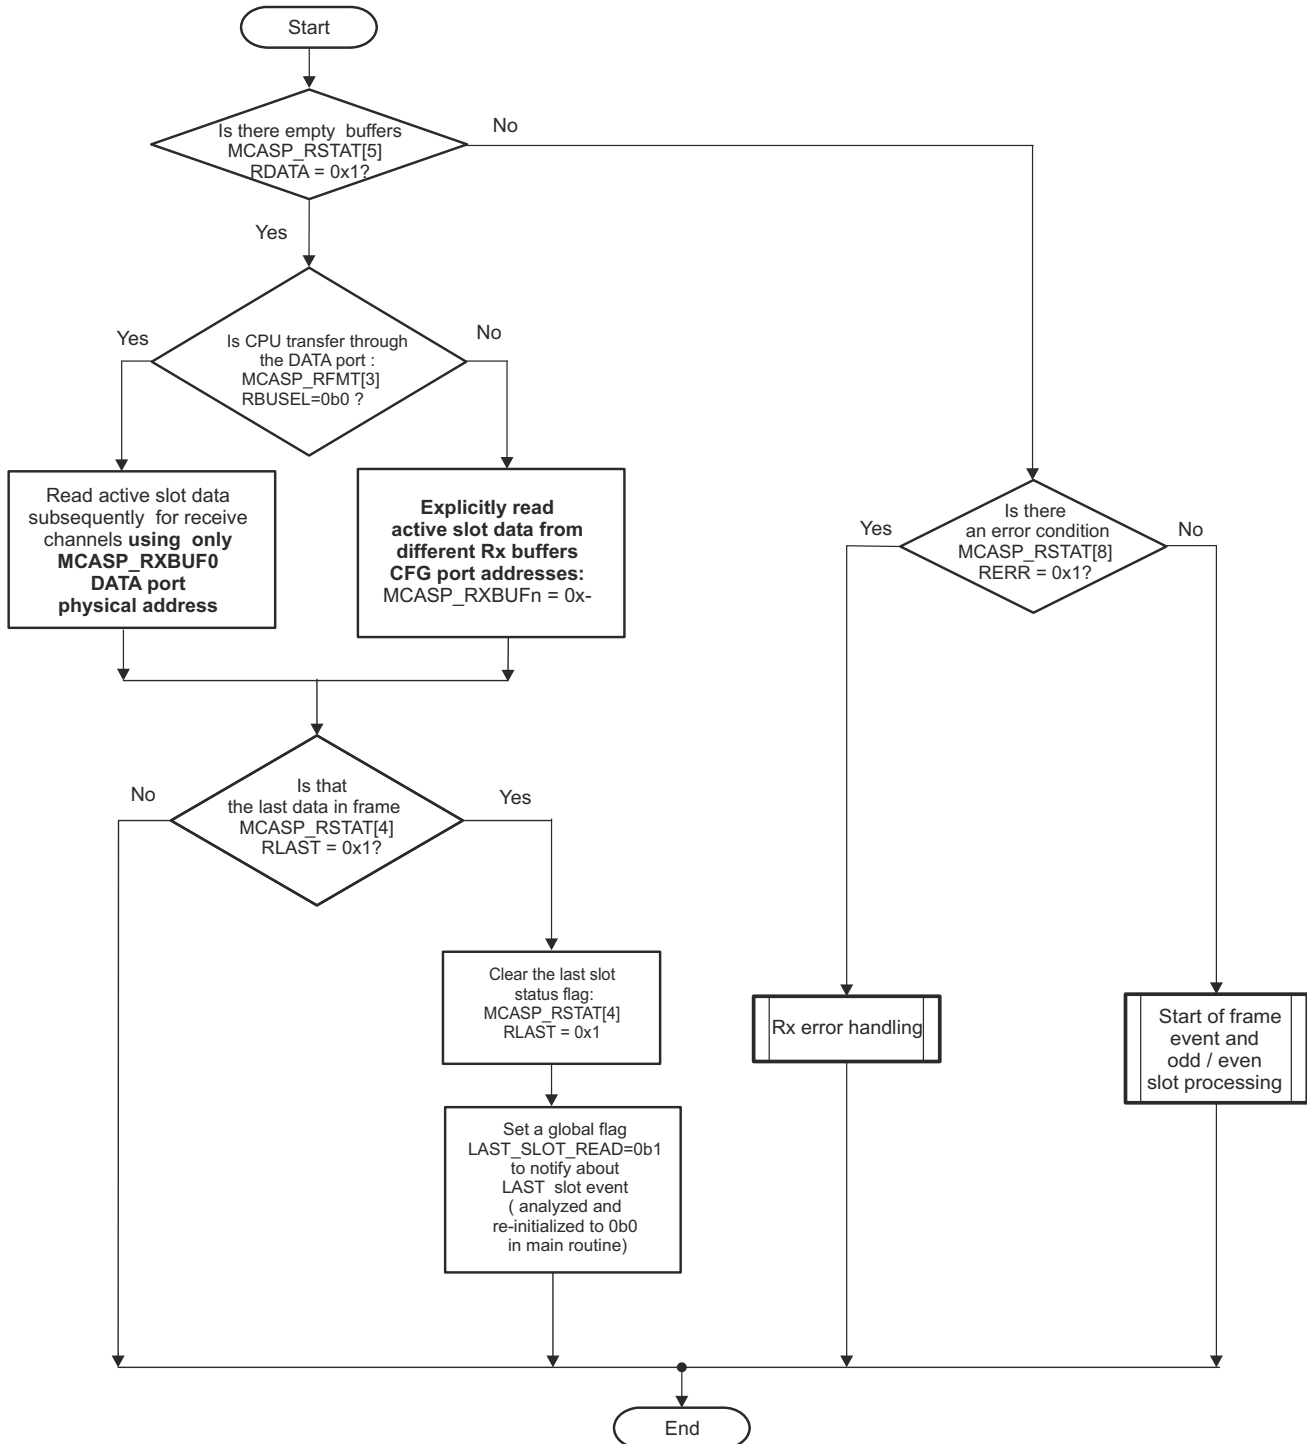 Start
Is there empty buffers
MCASP_RSTAT[5]
RDATA = 0x1?
No
Yes
Is CPU transfer through
the DATA port :
MCASP_RFMT[3]
RBUSEL=0b0 ?
Yes
No
Read active slot data
subsequently for receive
channels using only
MCASP_RXBUF0
DATA port
physical address
Explicitly read
active slot data from
different Rx buffers
CFG port addresses:
MCASP_RXBUFn = 0x-
Is there
an error condition
MCASP_RSTAT[8]
RERR = 0x1?
Yes
No
Is that
the last data in frame
MCASP_RSTAT[4]
RLAST = 0x1?
No
Yes
Clear the last slot
status flag:
MCASP_RSTAT[4]
RLAST = 0x1
Rx error handling
Start of frame
event and
odd / even
slot processing
Set a global flag
LAST_SLOT_READ=0b1
to notify about
LAST slot event
( analyzed and
re-initialized to 0b0
in main routine)
End